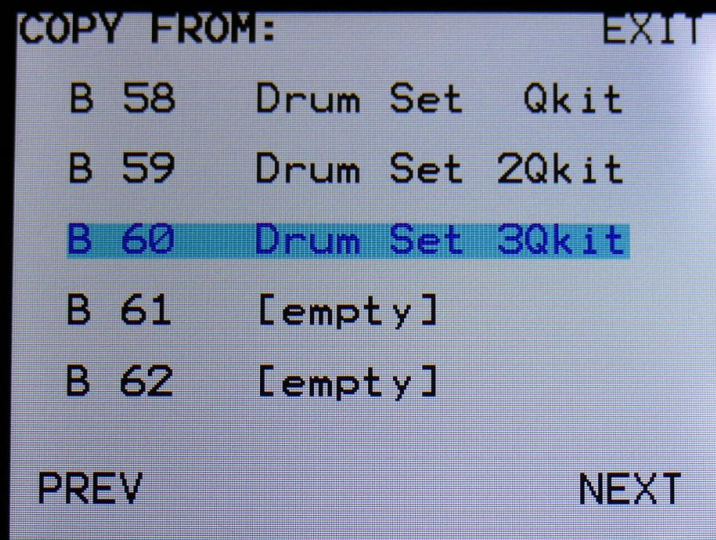 COPY FROM: EXIT
B 58 Drum Set Qkit
B 59 Drum Set 2Qkit
B 60 Drum Set 3Qkit
B 61 [empty]
B 62 [empty]
PREV NEXT